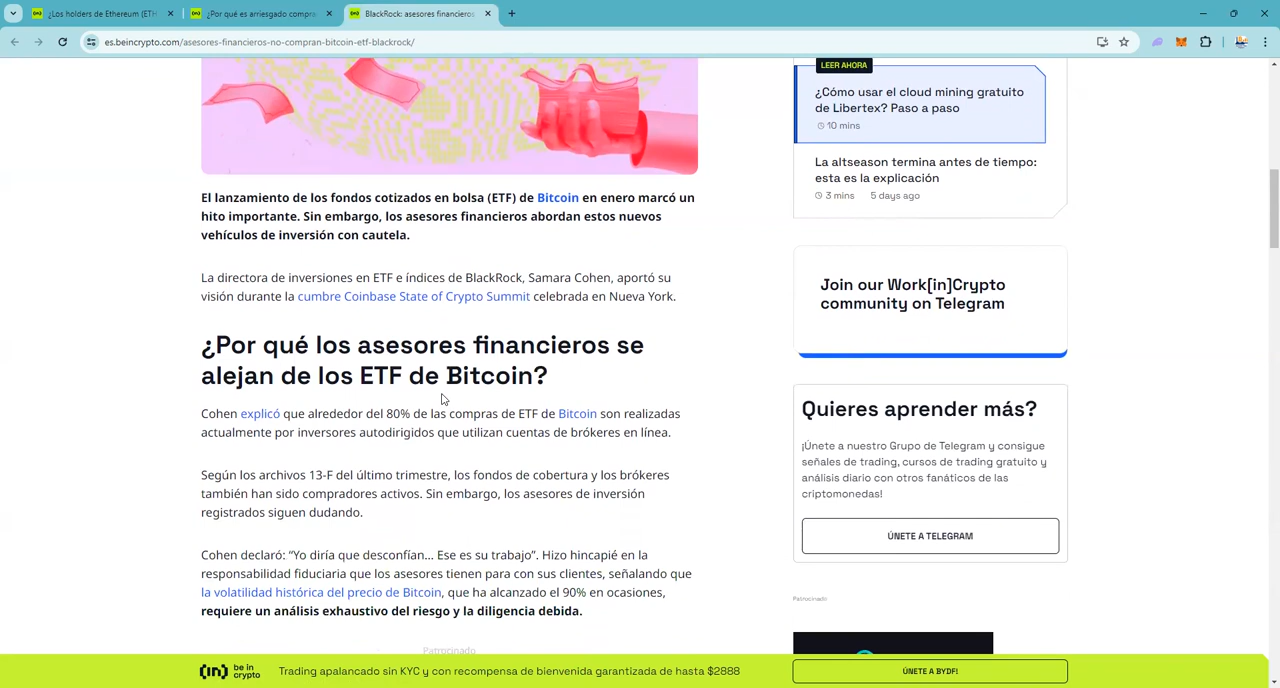 ¿Los holders de Ethereum (ETH
¿Por qué es arriesgado compra
BlackRock: asesores financieros
es.beincrypto.com/asesores-financieros-no-compran-bitcoin-etf-blackrock/
El lanzamiento de los fondos cotizados en bolsa (ETF) de Bitcoin en enero marcó un
hito importante. Sin embargo, los asesores financieros abordan estos nuevos
vehículos de inversión con cautela.
La directora de inversiones en ETF e índices de BlackRock, Samara Cohen, aportó su
visión durante la cumbre Coinbase State of Crypto Summit celebrada en Nueva York.
¿Por qué los asesores financieros se
alejan de los ETF de Bitcoin?
Cohen explicó que alrededor del 80% de las compras de ETF de Bitcoin son realizadas
actualmente por inversores autodirigidos que utilizan cuentas de brókeres en línea.
Según los archivos 13-F del último trimestre, los fondos de cobertura y los brókeres
también han sido compradores activos. Sin embargo, los asesores de inversión
registrados siguen dudando.
Cohen declaró: “Yo diría que desconfían... Ese es su trabajo”. Hizo hincapié en la
responsabilidad fiduciaria que los asesores tienen para con sus clientes, señalando que
la volatilidad histórica del precio de Bitcoin, que ha alcanzado el 90% en ocasiones,
requiere un análisis exhaustivo del riesgo y la diligencia debida.
Patrocinado
LEER AHORA
¿Cómo usar el cloud mining gratuito
de Libertex? Paso a paso
10 mins
La altseason termina antes de tiempo:
esta es la explicación
3 mins 5 days ago
Join our Work[in]Crypto
community on Telegram
Quieres aprender más?
¡Únete a nuestro Grupo de Telegram y consigue
señales de trading, cursos de trading gratuito y
análisis diario con otros fanáticos de las
criptomonedas!
ÚNETE A TELEGRAM
Patrocinado
(in) be in
crypto
Trading apalancado sin KYC y con recompensa de bienvenida garantizada de hasta $2888
ÚNETE A BYDFI!